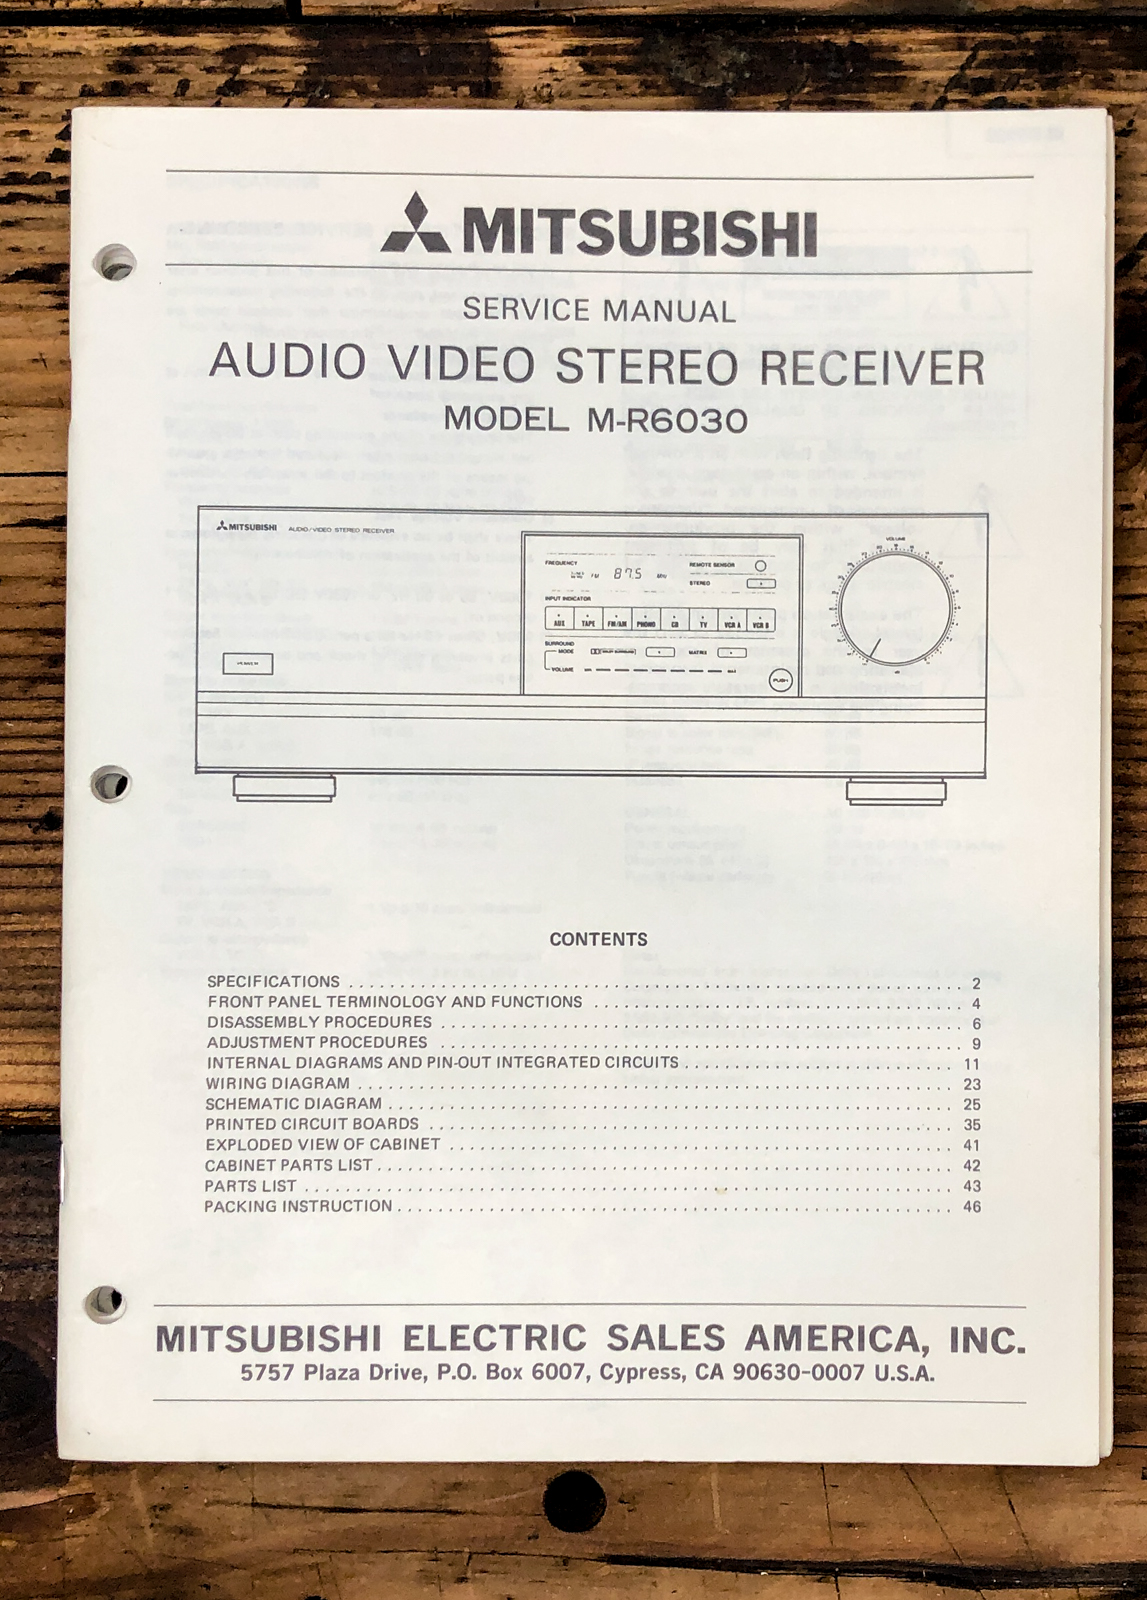 MITSUBISHI
SERVICE MANUAL
AUDIO VIDEO STEREO RECEIVER
MODEL M-R6030
MITSUBISHI AUDIO/VIDEO STEREO RECEIVER
VOLUME
FREQUENCY
REMOTE SENSOR
FM 87.5 MHz
STEREO
INPUT INDICATOR
AUX TAPE FM/AM PHONO CD TV VCR A VCR B
SURROUND
MODE DOLBY SURROUND MATRIX
VOLUME
PUSH
POWER
CONTENTS
SPECIFICATIONS 2
FRONT PANEL TERMINOLOGY AND FUNCTIONS 4
DISASSEMBLY PROCEDURES 6
ADJUSTMENT PROCEDURES 9
INTERNAL DIAGRAMS AND PIN-OUT INTEGRATED CIRCUITS 11
WIRING DIAGRAM 23
SCHEMATIC DIAGRAM 25
PRINTED CIRCUIT BOARDS 35
EXPLODED VIEW OF CABINET 41
CABINET PARTS LIST 42
PARTS LIST 43
PACKING INSTRUCTION 46
MITSUBISHI ELECTRIC SALES AMERICA, INC.
5757 Plaza Drive, P.O. Box 6007, Cypress, CA 90630-0007 U.S.A.